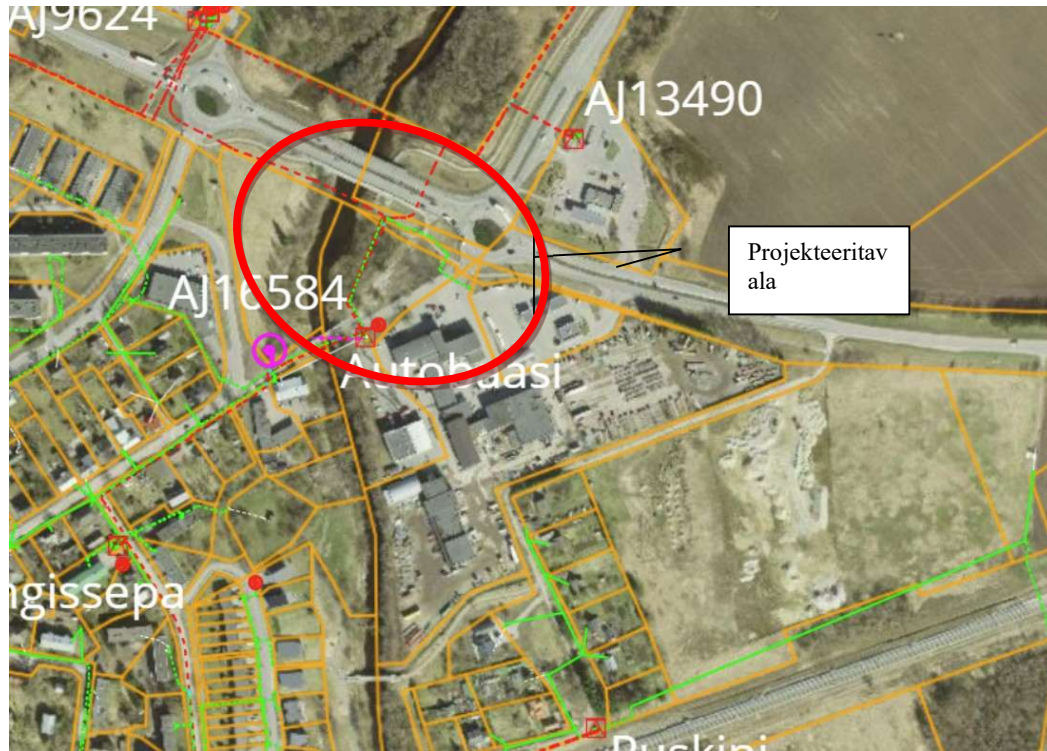 AJ9624
AJ13490
Projekteeritav
ala
AJ16584
Autobaasi
ngissepa
Puskini